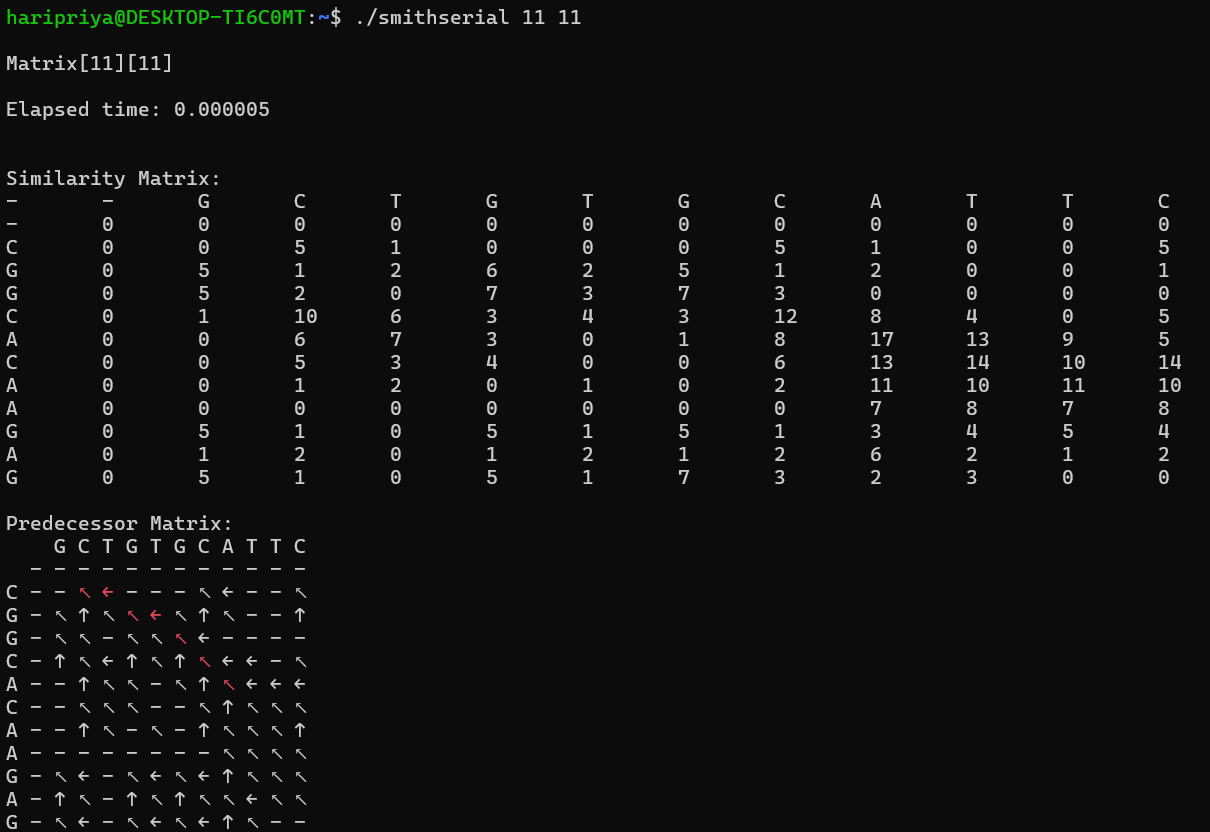 haripriya@DESKTOP-TI6C0MT:~$ ./smithserial 11 11
Matrix[11][11]
Elapsed time: 0.000005
Similarity Matrix:
- - G C T G T G C A T T C
- 0 0 0 0 0 0 0 0 0 0 0 0
C 0 0 5 1 0 0 0 5 1 0 0 5
G 0 5 1 2 6 2 5 1 2 0 0 1
G 0 5 2 0 7 3 7 3 0 0 0 0
C 0 1 10 6 3 4 3 12 8 4 0 5
A 0 0 6 7 3 0 1 8 17 13 9 5
C 0 0 5 3 4 0 0 6 13 14 10 14
A 0 0 1 2 0 1 0 2 11 10 11 10
A 0 0 0 0 0 0 0 0 7 8 7 8
G 0 5 1 0 5 1 5 1 3 4 5 4
A 0 1 2 0 1 2 1 2 6 2 1 2
G 0 5 1 0 5 1 7 3 2 3 0 0
Predecessor Matrix:
G C T G T G C A T T C
- - - - - - - - - - - -
C - - ↖ ← - - - ↖ ← - - ↖
G - ↖ ↑ ↖ ↖ ← ↖ ↑ ↖ - - ↑
G - ↖ ↖ - ↖ ↖ ↖ ← - - - -
C - ↑ ↖ ← ↑ ↖ ↑ ↖ ← ← - ↖
A - - ↑ ↖ ↖ - ↖ ↑ ↖ ← ← ←
C - - ↖ ↖ ↖ - - ↖ ↑ ↖ ↖ ↖
A - - ↑ ↖ - ↖ - ↑ ↖ ↖ ↖ ↑
A - - - - - - - - ↖ ↖ ↖ ↖
G - ↖ ← - ↖ ← ↖ ← ↑ ↖ ↖ ↖
A - ↑ ↖ - ↑ ↖ ↑ ↖ ↖ ← ↖ ↖
G - ↖ ← - ↖ ← ↖ ← ↑ ↖ - -